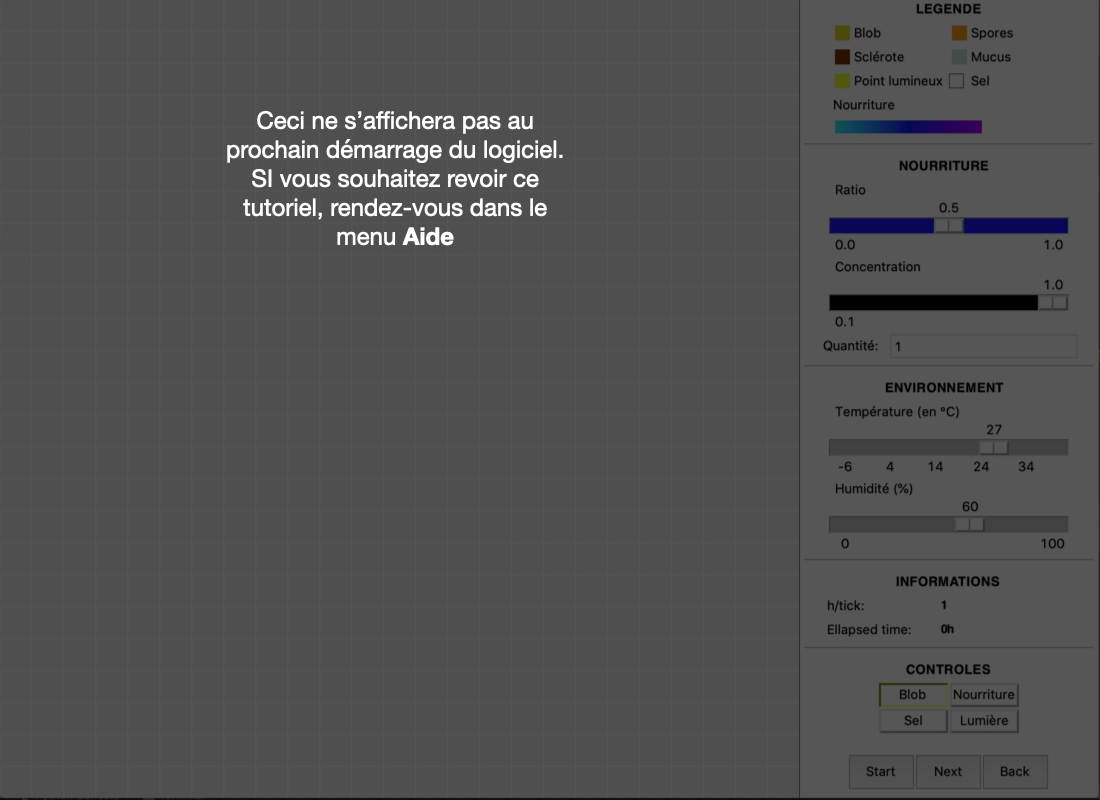 Ceci ne s’affichera pas au
prochain démarrage du logiciel.
SI vous souhaitez revoir ce
tutoriel, rendez-vous dans le
menu Aide
LEGENDE
Blob Spores
Sclérote Mucus
Point lumineux Sel
Nourriture
NOURRITURE
Ratio
0.5
0.0 1.0
Concentration
1.0
0.1
Quantité: 1
ENVIRONNEMENT
Température (en °C)
27
-6 4 14 24 34
Humidité (%)
60
0 100
INFORMATIONS
h/tick: 1
Ellapsed time: 0h
CONTROLES
Blob Nourriture
Sel Lumière
Start Next Back